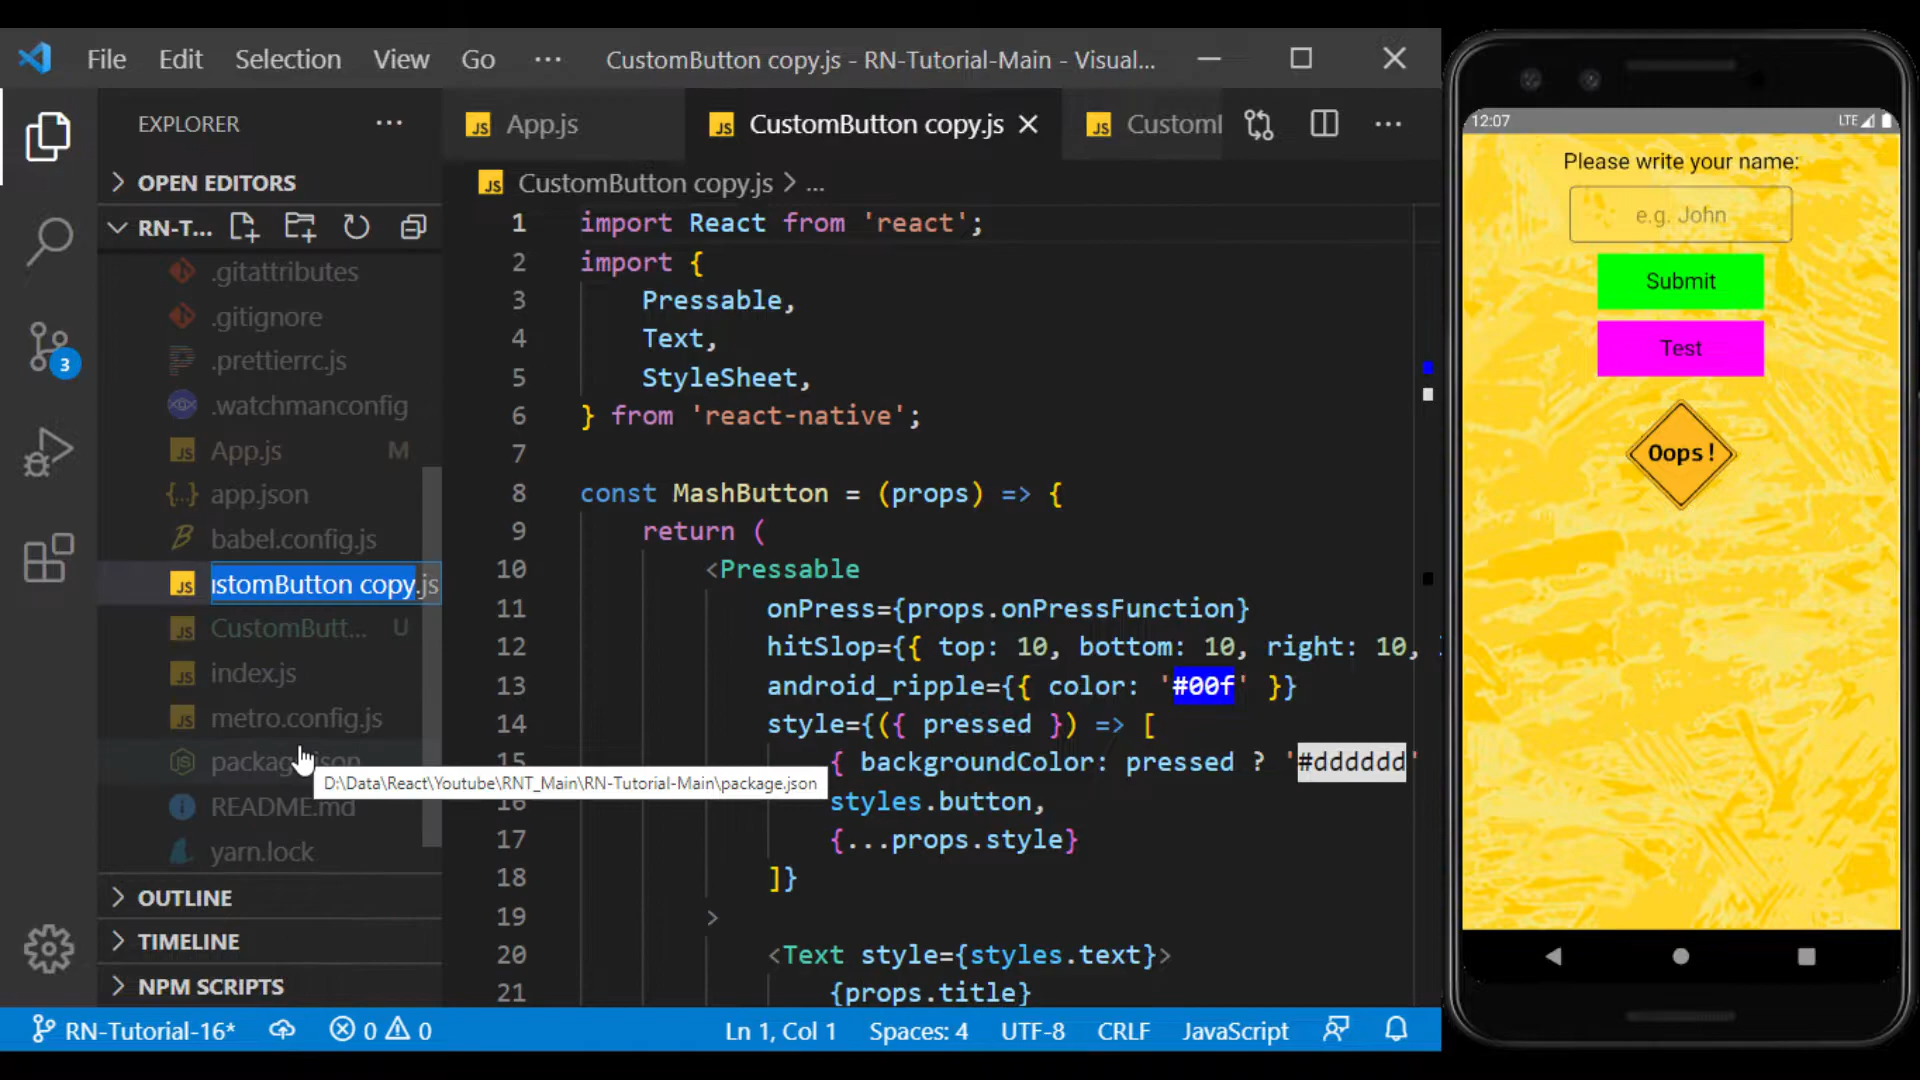 File Edit Selection View Go ··· CustomButton copy.js - RN-Tutorial-Main - Visual...
EXPLORER ···
OPEN EDITORS
RN-T...
.gitattributes
.gitignore
.prettierrc.js
.watchmanconfig
App.js M
app.json
babel.config.js
stomButton copy.js
CustomButt... U
index.js
metro.config.js
package.json
D:\Data\React\Youtube\RNT_Main\RN-Tutorial-Main\package.json
README.md
yarn.lock
OUTLINE
TIMELINE
NPM SCRIPTS
JS App.js JS CustomButton copy.js JS Custom
JS CustomButton copy.js > ...
1 import React from 'react';
2 import {
3 Pressable,
4 Text,
5 StyleSheet,
6 } from 'react-native';
7
8 const MashButton = (props) => {
9 return (
10 <Pressable
11 onPress={props.onPressFunction}
12 hitSlop={{ top: 10, bottom: 10, right: 10,
13 android_ripple={{ color: '#00f' }}
14 style={({ pressed }) => [
15 { backgroundColor: pressed ? '#dddddd'
16 styles.button,
17 {...props.style}
18 ]}
19 >
20 <Text style={styles.text}>
21 {props.title}
RN-Tutorial-16* 0 0 Ln 1, Col 1 Spaces: 4 UTF-8 CRLF JavaScript
3
12:07 LTE
Please write your name:
e.g. John
Submit
Test
Oops!